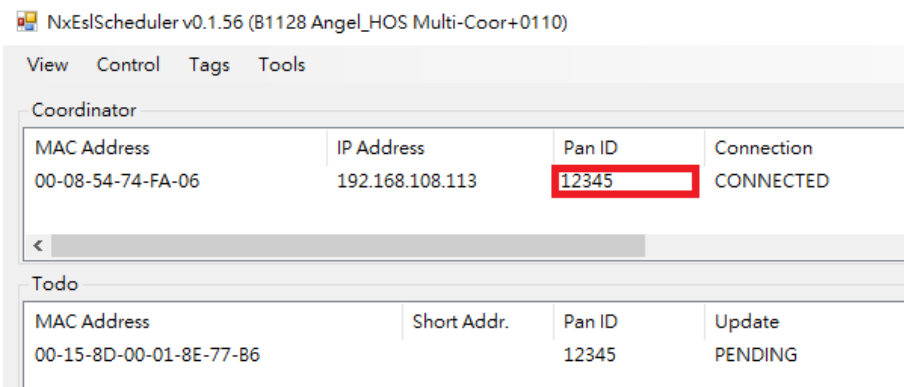 NxEslScheduler v0.1.56 (B1128 Angel_HOS Multi-Coor+0110)
View Control Tags Tools
Coordinator
MAC Address IP Address Pan ID Connection
00-08-54-74-FA-06 192.168.108.113 12345 CONNECTED
Todo
MAC Address Short Addr. Pan ID Update
00-15-8D-00-01-8E-77-B6 12345 PENDING